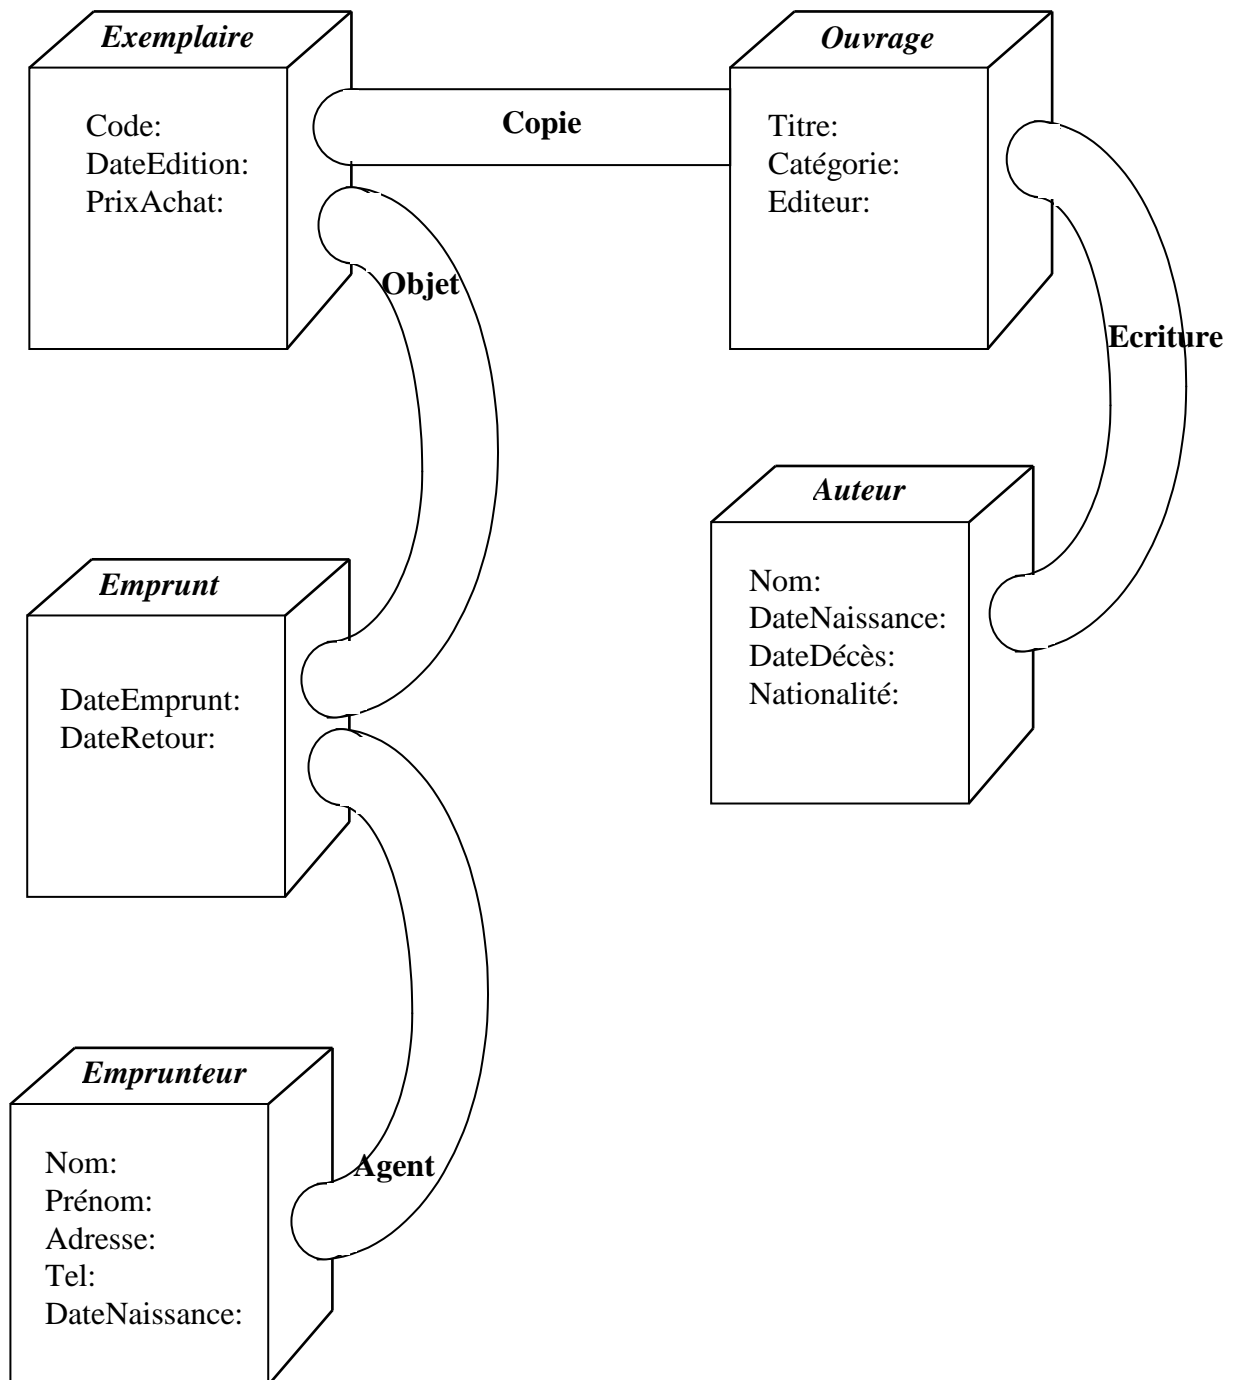 Exemplaire
Code:
DateEdition:
PrixAchat:
Copie
Ouvrage
Titre:
Catégorie:
Editeur:
Objet
Ecriture
Auteur
Nom:
DateNaissance:
DateDécès:
Nationalité:
Emprunt
DateEmprunt:
DateRetour:
Agent
Emprunteur
Nom:
Prénom:
Adresse:
Tel:
DateNaissance: